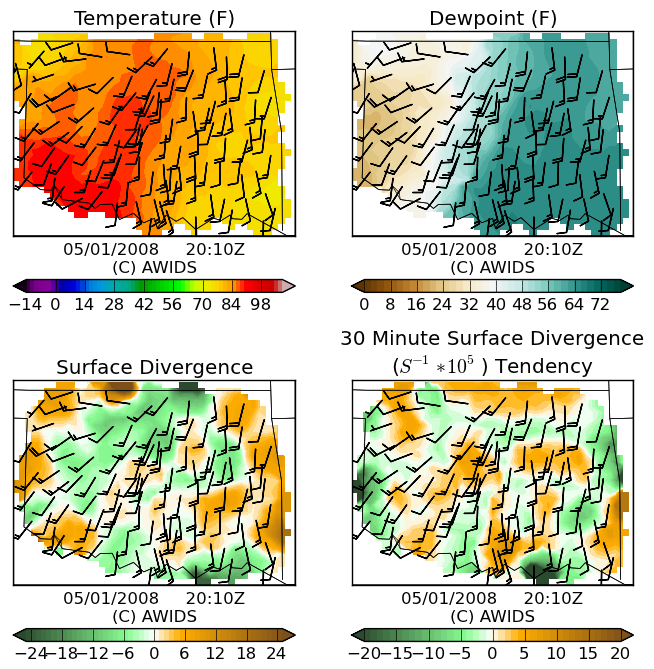 Temperature (F)
Dewpoint (F)
05/01/2008 20:10Z
(C) AWIDS
05/01/2008 20:10Z
(C) AWIDS
−14 0 14 28 42 56 70 84 98
0 8 16 24 32 40 48 56 64 72
Surface Divergence
30 Minute Surface Divergence
(S⁻¹ *10⁵ ) Tendency
05/01/2008 20:10Z
(C) AWIDS
05/01/2008 20:10Z
(C) AWIDS
−24 −18 −12 −6 0 6 12 18 24
−20 −15 −10 −5 0 5 10 15 20